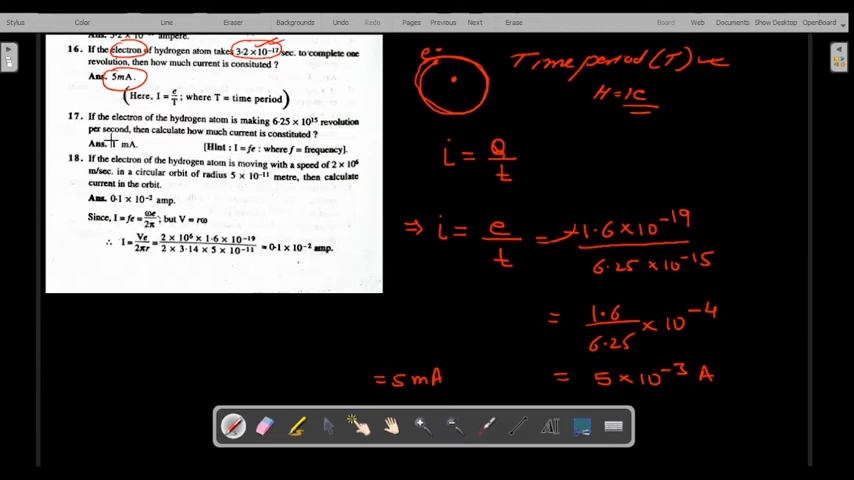 Style
Color
Line
Eraser
Backgrounds
Undo
Redo
Pages
Previous
Next
Erase
Board
Web
Documents
Show Desktop
OpenBoard
ampere.
16. If the electron of hydrogen atom takes 3·2 × 10⁻¹⁷ sec. to complete one
revolution, then how much current is consituted ?
Ans. 5mA.
(Here, I = e/T ; where T = time period)
17. If the electron of the hydrogen atom is making 6·25 × 10¹⁵ revolution
per second, then calculate how much current is constituted ?
Ans. 1 mA. [Hint : I = fe : where f = frequency].
18. If the electron of the hydrogen atom is moving with a speed of 2 × 10⁶
m/sec. in a circular orbit of radius 5 × 10⁻¹¹ metre, then calculate
current in the orbit.
Ans. 0·1 × 10⁻² amp.
Since, I = fe = ωe/2π ; but V = rω
∴ I = Ve/2πr = 2 × 10⁶ × 1·6 × 10⁻¹⁹ / 2 × 3·14 × 5 × 10⁻¹¹ = 0·1 × 10⁻² amp.
e⁻
Time period (T)
H = 1e
i = Q/t
⇒ i = e/t = 1.6 × 10⁻¹⁹ / 6.25 × 10⁻¹⁵
= 1.6/6.25 × 10⁻⁴
= 5 × 10⁻³ A
= 5 mA